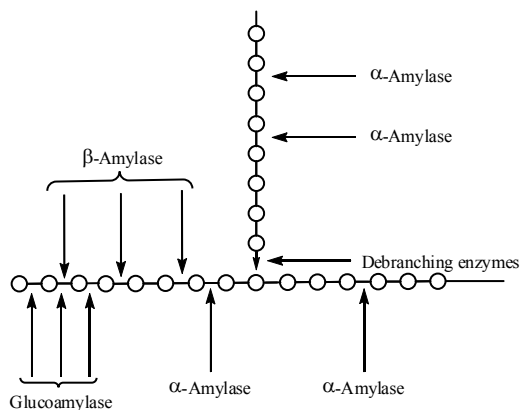 α-Amylase
α-Amylase
β-Amylase
Debranching enzymes
α-Amylase
α-Amylase
Glucoamylase